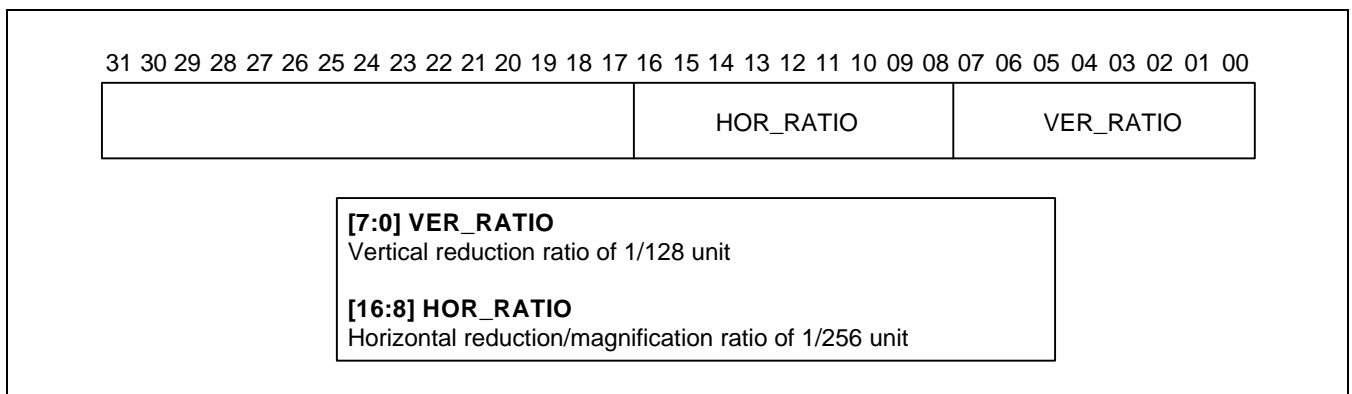 31 30 29 28 27 26 25 24 23 22 21 20 19 18 17 16 15 14 13 12 11 10 09 08 07 06 05 04 03 02 01 00
HOR_RATIO VER_RATIO
[7:0] VER_RATIO
Vertical reduction ratio of 1/128 unit
[16:8] HOR_RATIO
Horizontal reduction/magnification ratio of 1/256 unit